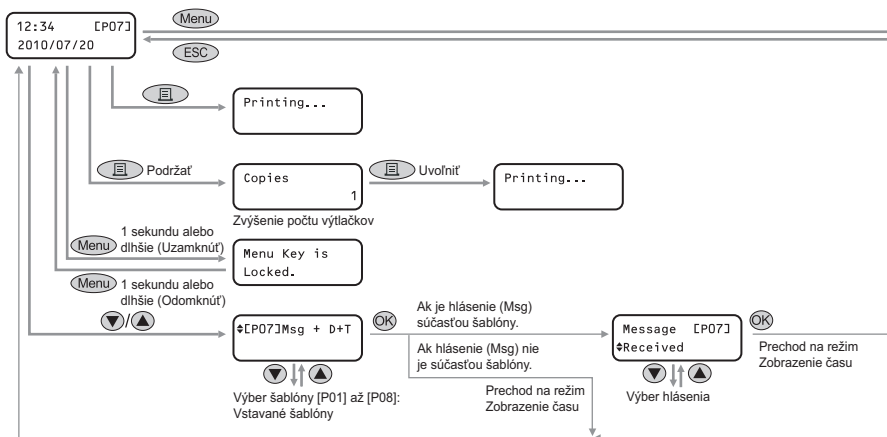 12:34 [P07]
2010/07/20
Menu
ESC
Printing...
Podržať
Copies
1
Zvýšenie počtu výtlačkov
Uvoľniť
Printing...
1 sekundu alebo
Menu dlhšie (Uzamknúť)
Menu Key is
Locked.
Menu 1 sekundu alebo
dlhšie (Odomknúť)
▼/▲
♦[P07]Msg + D+T
OK
Ak je hlásenie (Msg)
súčasťou šablóny.
Ak hlásenie (Msg) nie
je súčasťou šablóny.
Prechod na režim
Zobrazenie času
▼ ▲
Výber šablóny [P01] až [P08]:
Vstavané šablóny
Message [P07]
♦Received
OK
Prechod na režim
Zobrazenie času
▼ ▲
Výber hlásenia